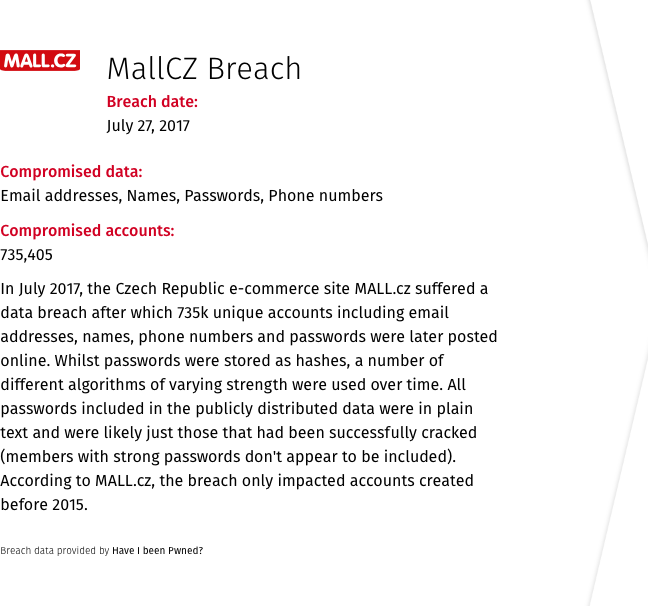 MALL.CZ
MallCZ Breach
Breach date:
July 27, 2017
Compromised data:
Email addresses, Names, Passwords, Phone numbers
Compromised accounts:
735,405
In July 2017, the Czech Republic e-commerce site MALL.cz suffered a
data breach after which 735k unique accounts including email
addresses, names, phone numbers and passwords were later posted
online. Whilst passwords were stored as hashes, a number of
different algorithms of varying strength were used over time. All
passwords included in the publicly distributed data were in plain
text and were likely just those that had been successfully cracked
(members with strong passwords don't appear to be included).
According to MALL.cz, the breach only impacted accounts created
before 2015.
Breach data provided by Have I been Pwned?